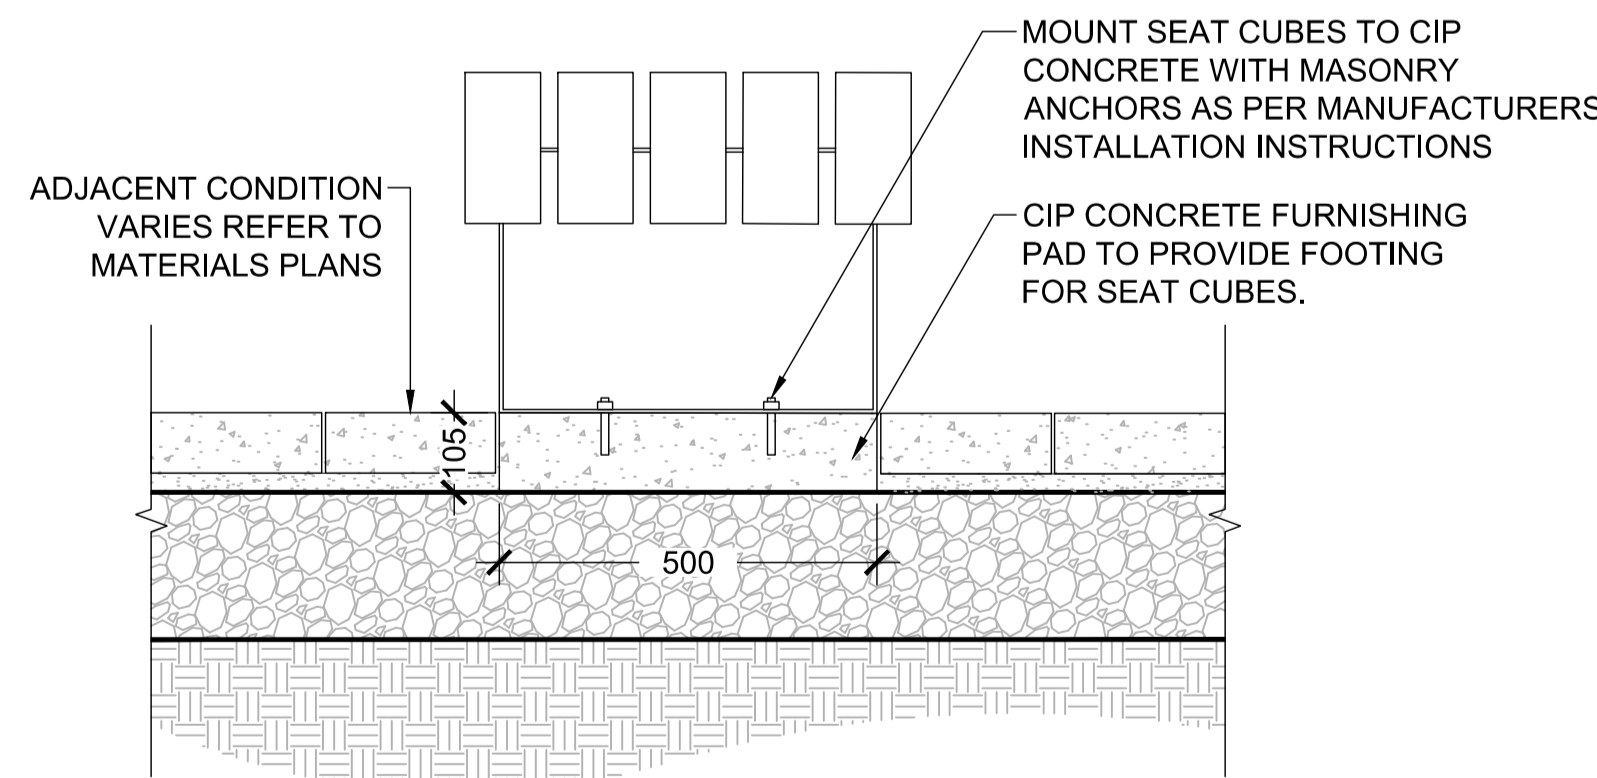 MOUNT SEAT CUBES TO CIP
CONCRETE WITH MASONRY
ANCHORS AS PER MANUFACTURERS
INSTALLATION INSTRUCTIONS
ADJACENT CONDITION
VARIES REFER TO
MATERIALS PLANS
CIP CONCRETE FURNISHING
PAD TO PROVIDE FOOTING
FOR SEAT CUBES.
105
500